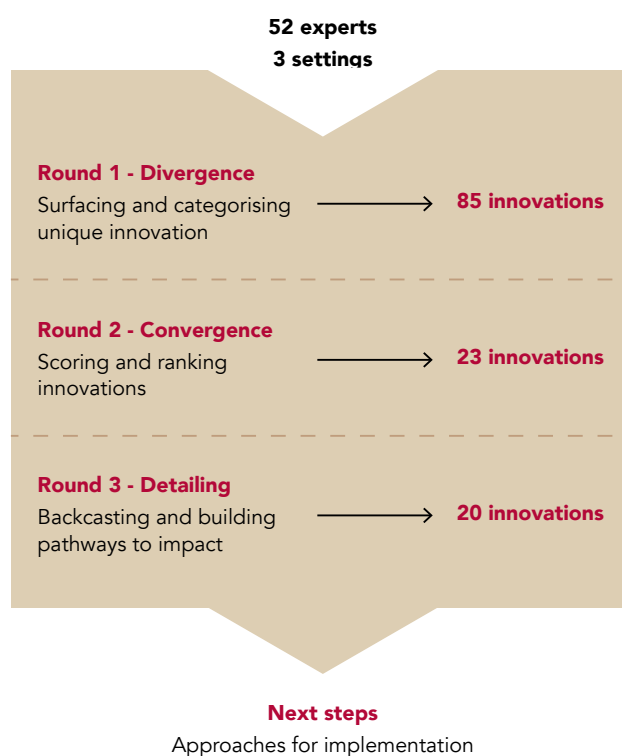 52 experts
3 settings
Round 1 - Divergence
Surfacing and categorising
unique innovation
85 innovations
Round 2 - Convergence
Scoring and ranking
innovations
23 innovations
Round 3 - Detailing
Backcasting and building
pathways to impact
20 innovations
Next steps
Approaches for implementation